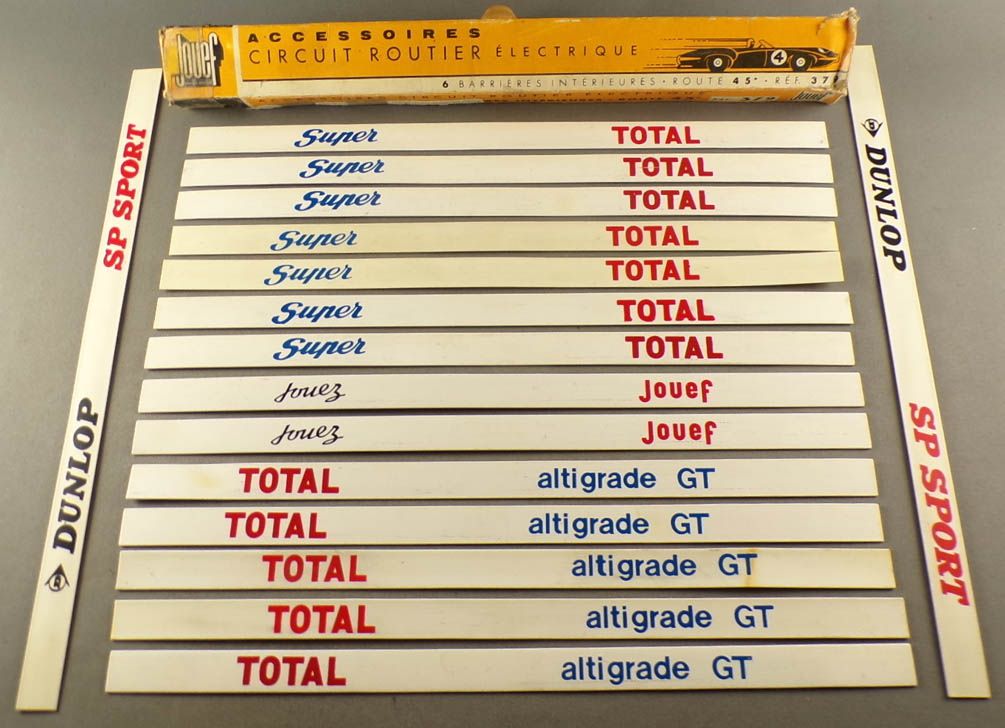 Jouef
ACCESSOIRES
CIRCUIT ROUTIER ÉLECTRIQUE
4
6 BARRIÈRES INTÉRIEURES - ROUTE 45° - RÉF. 379
Super TOTAL
Super TOTAL
Super TOTAL
Super TOTAL
Super TOTAL
Super TOTAL
Super TOTAL
Jouez Jouef
Jouez Jouef
TOTAL altigrade GT
TOTAL altigrade GT
TOTAL altigrade GT
TOTAL altigrade GT
TOTAL altigrade GT
DUNLOP SP SPORT
DUNLOP SP SPORT